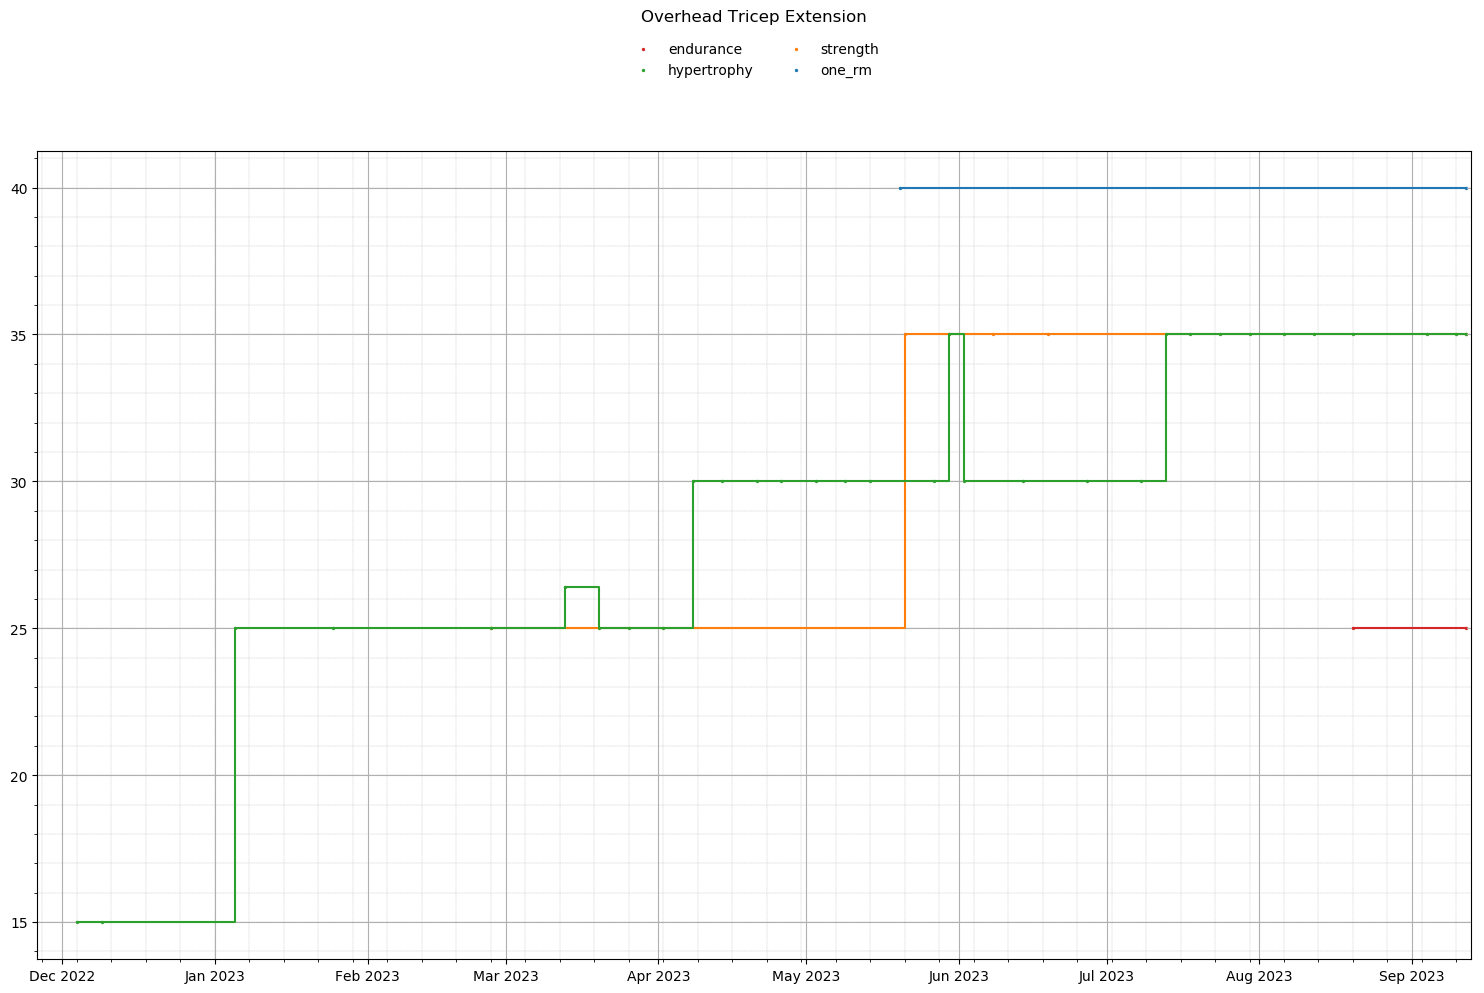 Overhead Tricep Extension
endurance strength
hypertrophy one_rm
40
35
30
25
20
15
Dec 2022 Jan 2023 Feb 2023 Mar 2023 Apr 2023 May 2023 Jun 2023 Jul 2023 Aug 2023 Sep 2023